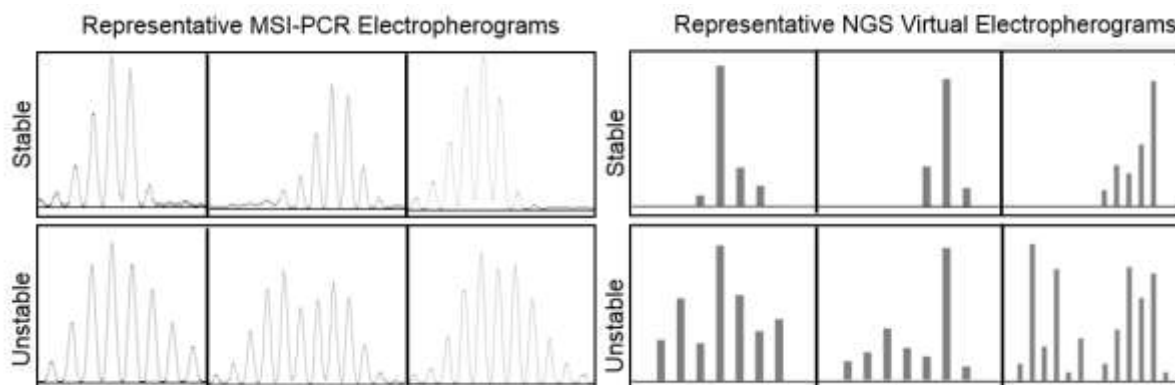 Representative MSI-PCR Electropherograms
Representative NGS Virtual Electropherograms
Stable
Stable
Unstable
Unstable